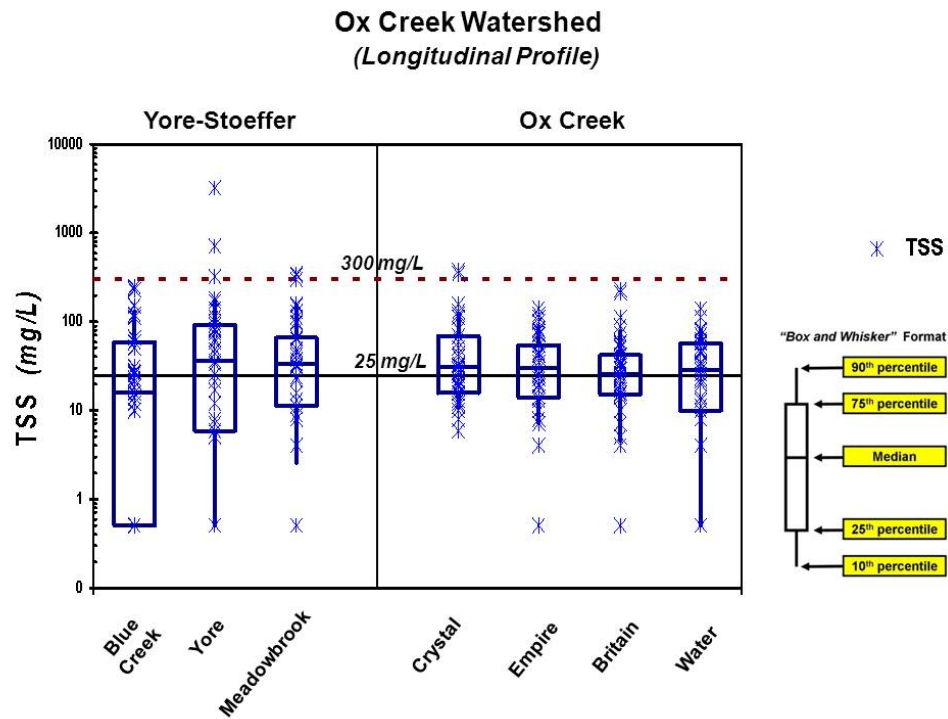 Ox Creek Watershed
(Longitudinal Profile)
Yore-Stoeffer
Ox Creek
10000
1000
100
10
1
0
TSS (mg/L)
300 mg/L
25 mg/L
Blue
Creek
Yore
Meadowbrook
Crystal
Empire
Britain
Water
TSS
"Box and Whisker" Format
90th percentile
75th percentile
Median
25th percentile
10th percentile